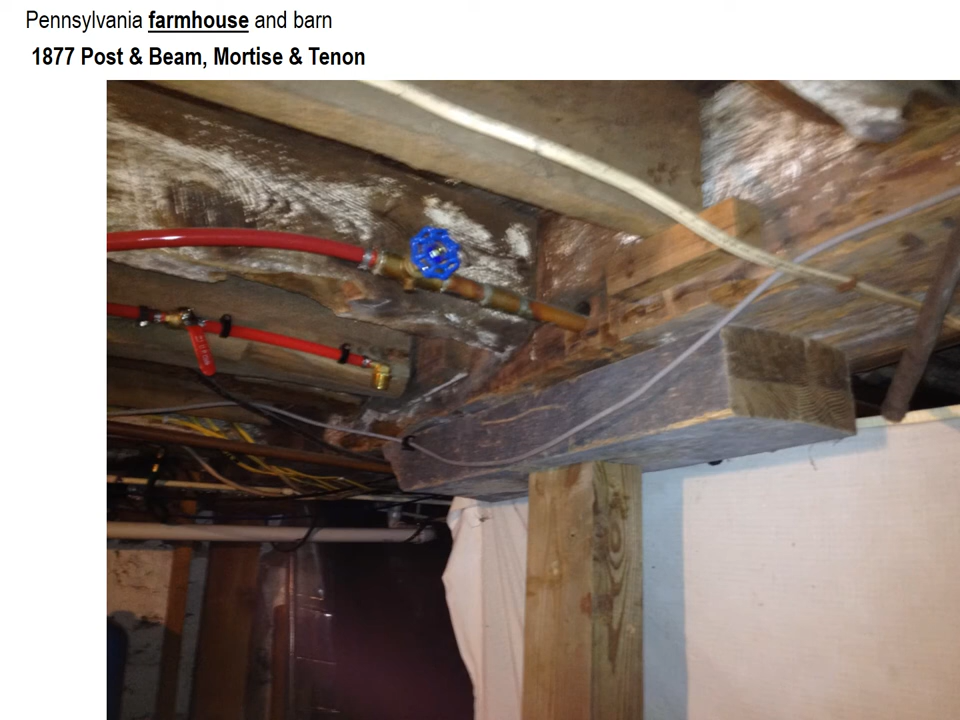 Pennsylvania farmhouse and barn
1877 Post & Beam, Mortise & Tenon